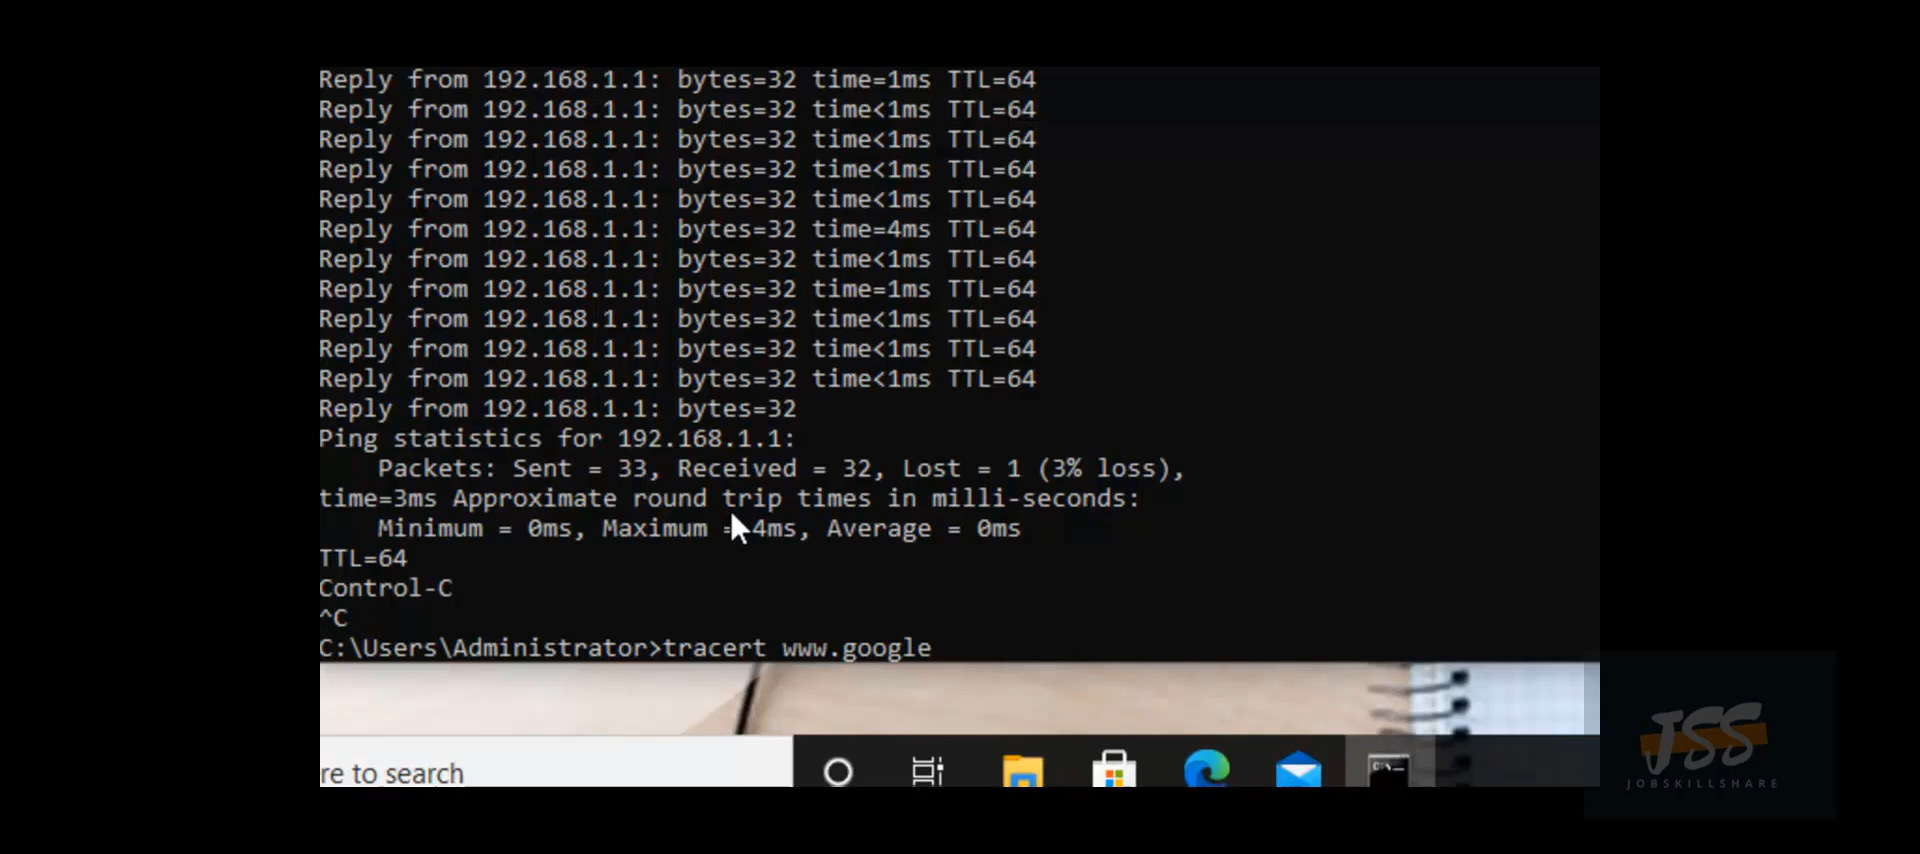 Reply from 192.168.1.1: bytes=32 time=1ms TTL=64
Reply from 192.168.1.1: bytes=32 time<1ms TTL=64
Reply from 192.168.1.1: bytes=32 time<1ms TTL=64
Reply from 192.168.1.1: bytes=32 time<1ms TTL=64
Reply from 192.168.1.1: bytes=32 time<1ms TTL=64
Reply from 192.168.1.1: bytes=32 time=4ms TTL=64
Reply from 192.168.1.1: bytes=32 time<1ms TTL=64
Reply from 192.168.1.1: bytes=32 time=1ms TTL=64
Reply from 192.168.1.1: bytes=32 time<1ms TTL=64
Reply from 192.168.1.1: bytes=32 time<1ms TTL=64
Reply from 192.168.1.1: bytes=32 time<1ms TTL=64
Reply from 192.168.1.1: bytes=32
Ping statistics for 192.168.1.1:
    Packets: Sent = 33, Received = 32, Lost = 1 (3% loss),
time=3ms Approximate round trip times in milli-seconds:
    Minimum = 0ms, Maximum = 4ms, Average = 0ms
TTL=64
Control-C
^C
C:\Users\Administrator>tracert www.google
re to search
JSS
JOBSKILLSHARE